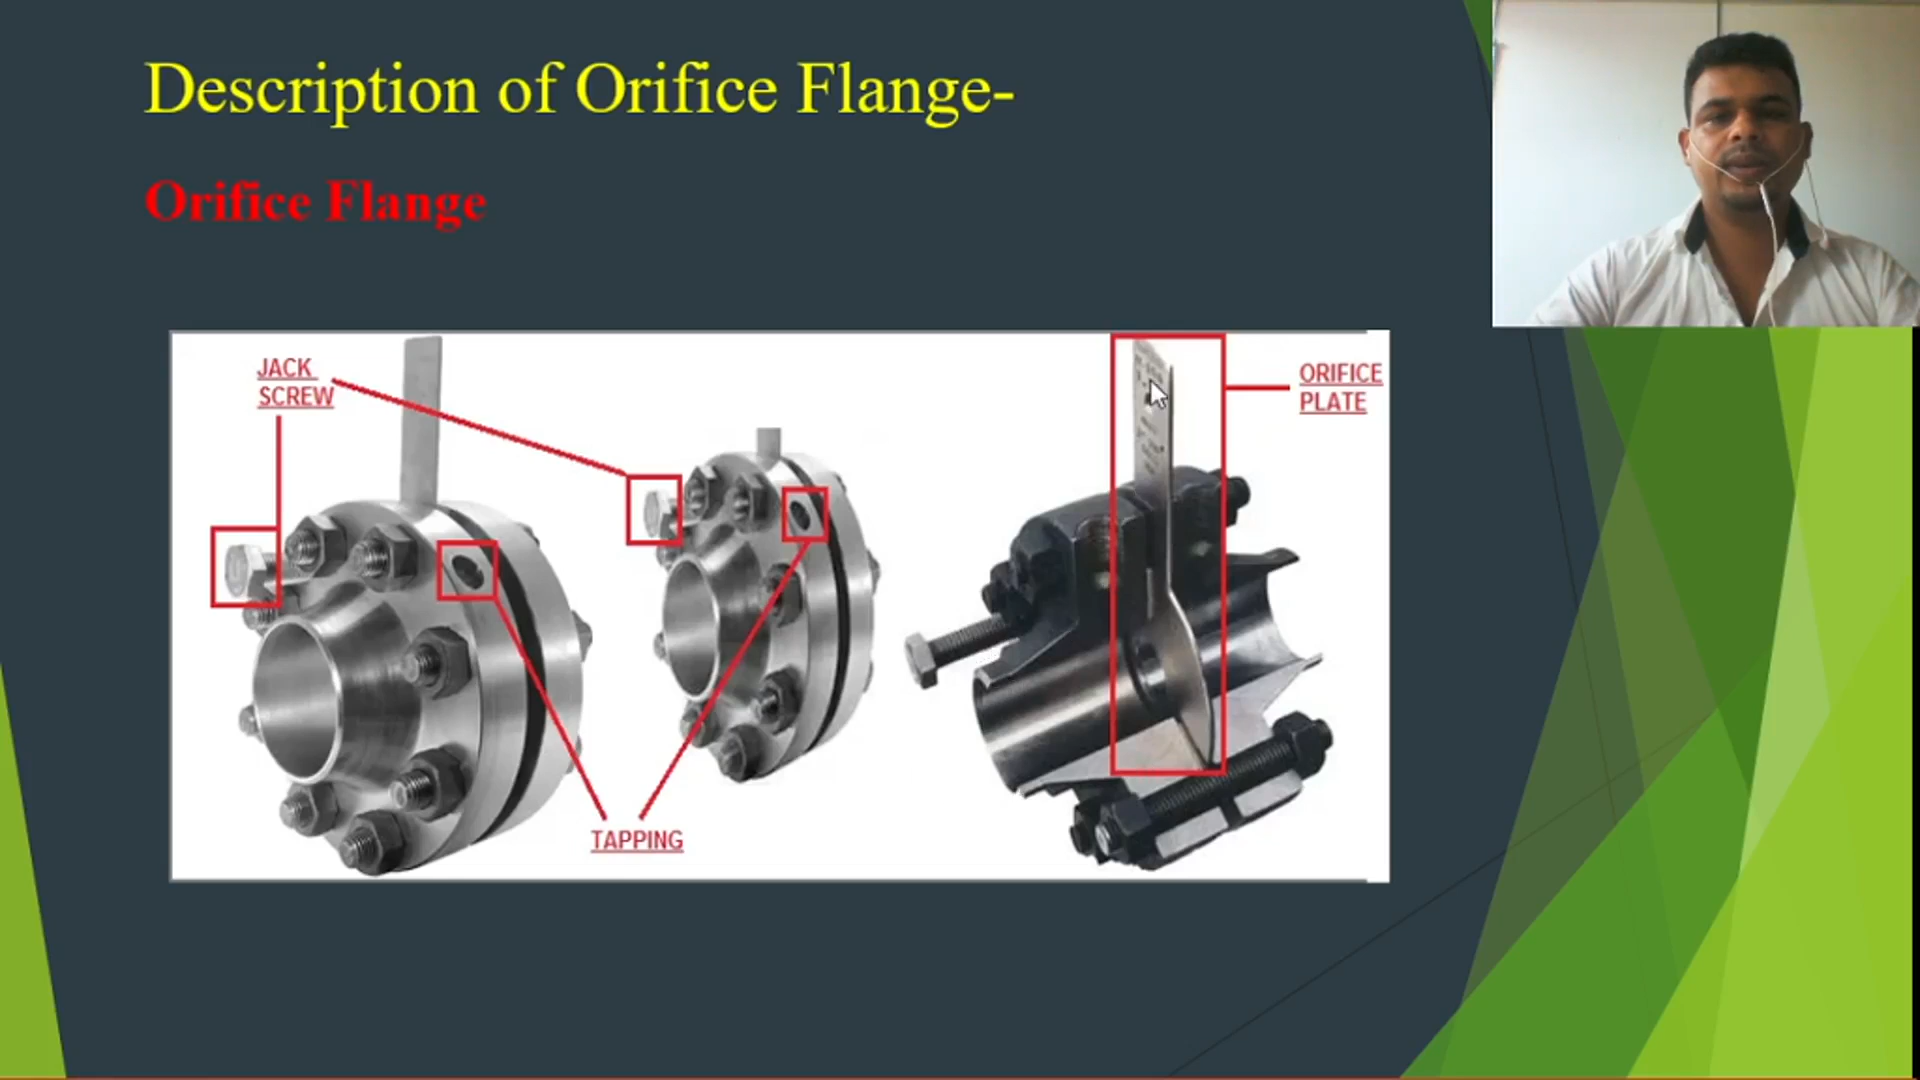 Description of Orifice Flange-
Orifice Flange
JACK
SCREW
ORIFICE
PLATE
TAPPING